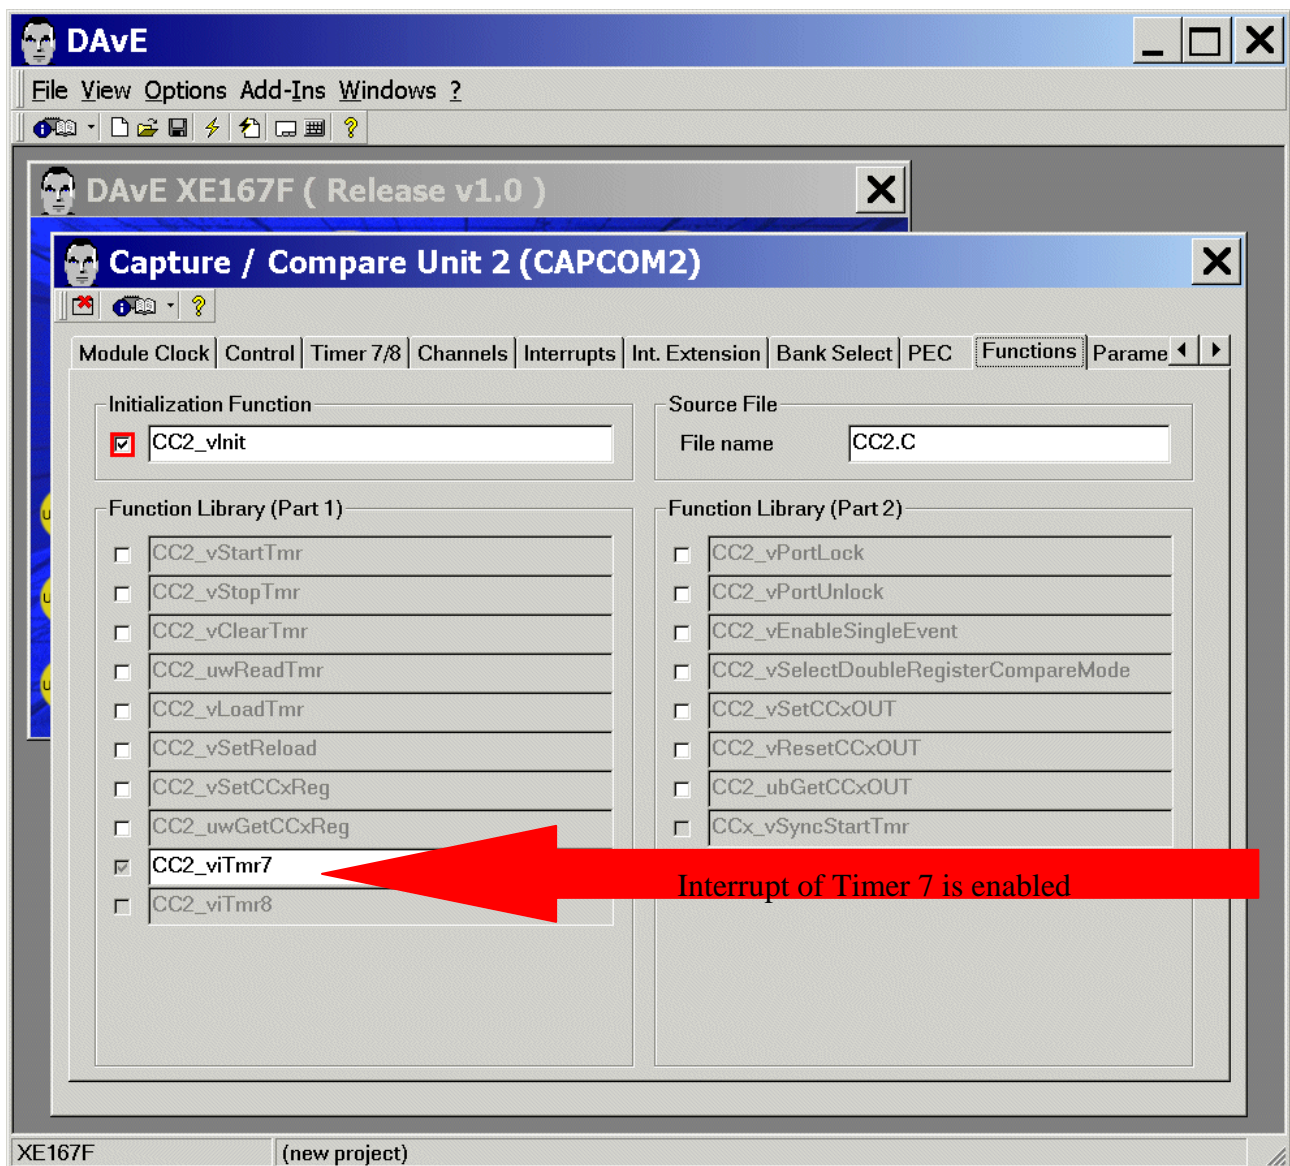 DAvE
File View Options Add-Ins Windows ?
DAvE XE167F ( Release v1.0 )
Capture / Compare Unit 2 (CAPCOM2)
Module Clock Control Timer 7/8 Channels Interrupts Int. Extension Bank Select PEC Functions Parame
Initialization Function
CC2_vInit
Source File
File name CC2.C
Function Library (Part 1)
CC2_vStartTmr
CC2_vStopTmr
CC2_vClearTmr
CC2_uwReadTmr
CC2_vLoadTmr
CC2_vSetReload
CC2_vSetCCxReg
CC2_uwGetCCxReg
CC2_viTmr7
CC2_viTmr8
Function Library (Part 2)
CC2_vPortLock
CC2_vPortUnlock
CC2_vEnableSingleEvent
CC2_vSelectDoubleRegisterCompareMode
CC2_vSetCCxOUT
CC2_vResetCCxOUT
CC2_ubGetCCxOUT
CCx_vSyncStartTmr
Interrupt of Timer 7 is enabled
XE167F (new project)